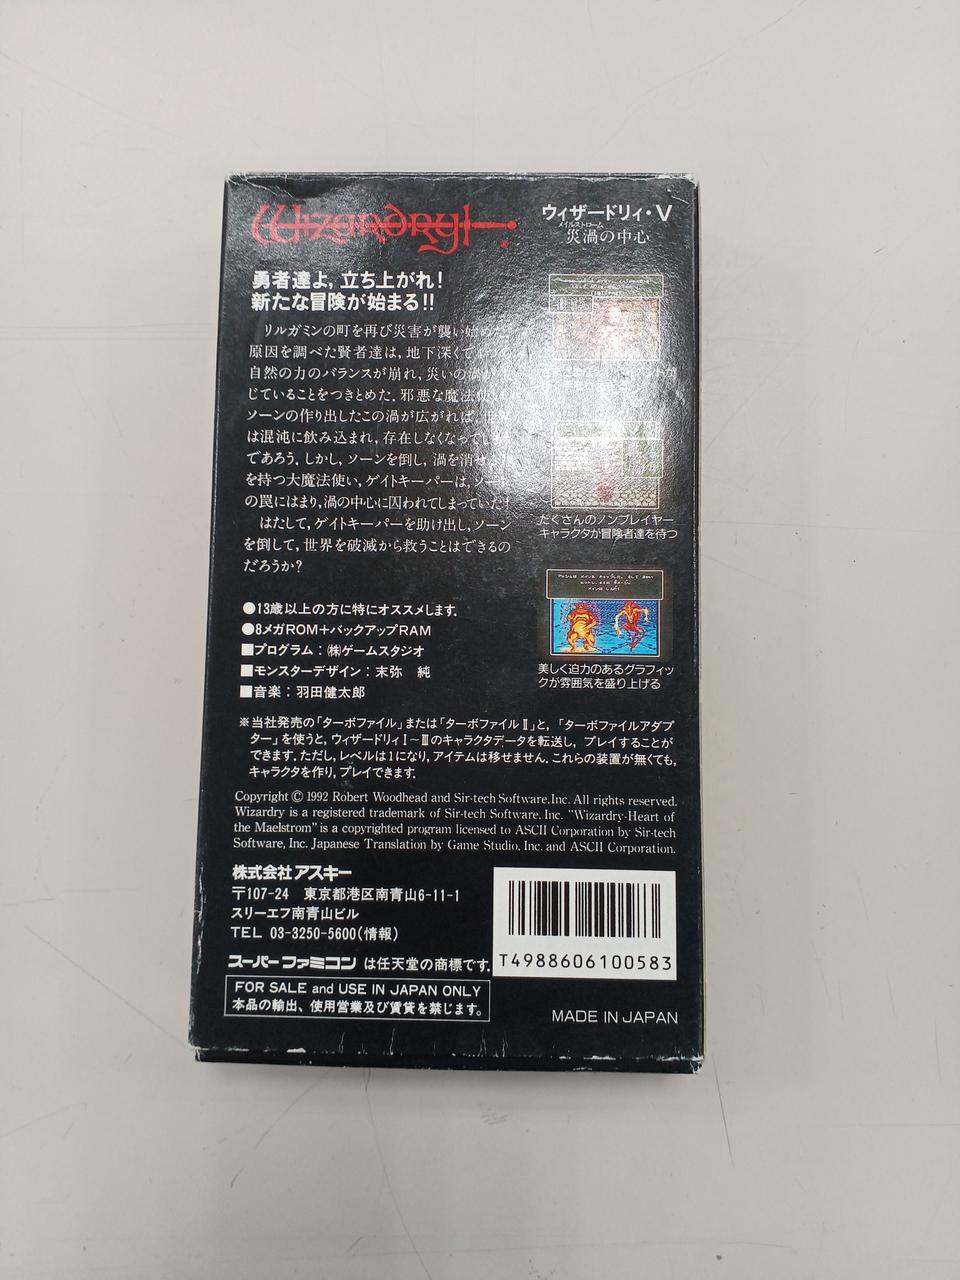 Wizardry
ウィザードリィ・V
メイルストローム
災渦の中心
勇者達よ，立ち上がれ！
新たな冒険が始まる!!
リルガミンの町を再び災害が襲い始めた．
原因を調べた賢者達は，地下深くで4つの
自然の力のバランスが崩れ，災いの渦が
じていることをつきとめた．邪悪な魔法使い
ソーンの作り出したこの渦が広がれば，世界
は混沌に飲み込まれ，存在しなくなってしまう
であろう．しかし，ソーンを倒し，渦を消せる
を持つ大魔法使い，ゲイトキーパーは，ソーン
の罠にはまり，渦の中心に囚われてしまっていた！
はたして，ゲイトキーパーを助け出し，ソーン
を倒して，世界を破滅から救うことはできるの
だろうか？
たくさんのノンプレイヤー
キャラクタが冒険者達を待つ
美しく迫力のあるグラフィッ
クが雰囲気を盛り上げる
●13歳以上の方に特にオススメします．
●8メガROM＋バックアップRAM
■プログラム：㈱ゲームスタジオ
■モンスターデザイン：末弥　純
■音楽：羽田健太郎
※当社発売の「ターボファイル」または「ターボファイルⅡ」と，「ターボファイルアダプ
ター」を使うと，ウィザードリィⅠ～Ⅲのキャラクタデータを転送し，プレイすることが
できます．ただし，レベルは1になり，アイテムは移せません．これらの装置が無くても，
キャラクタを作り，プレイできます．
Copyright © 1992 Robert Woodhead and Sir-tech Software,Inc. All rights reserved.
Wizardry is a registered trademark of Sir-tech Software, Inc. "Wizardry-Heart of
the Maelstrom" is a copyrighted program licensed to ASCII Corporation by Sir-tech
Software, Inc. Japanese Translation by Game Studio, Inc. and ASCII Corporation.
株式会社アスキー
〒107-24　東京都港区南青山6-11-1
スリーエフ南青山ビル
TEL 03-3250-5600(情報)
スーパーファミコン は任天堂の商標です．
FOR SALE and USE IN JAPAN ONLY
本品の輸出、使用営業及び賃貸を禁じます。
T4988606100583
MADE IN JAPAN